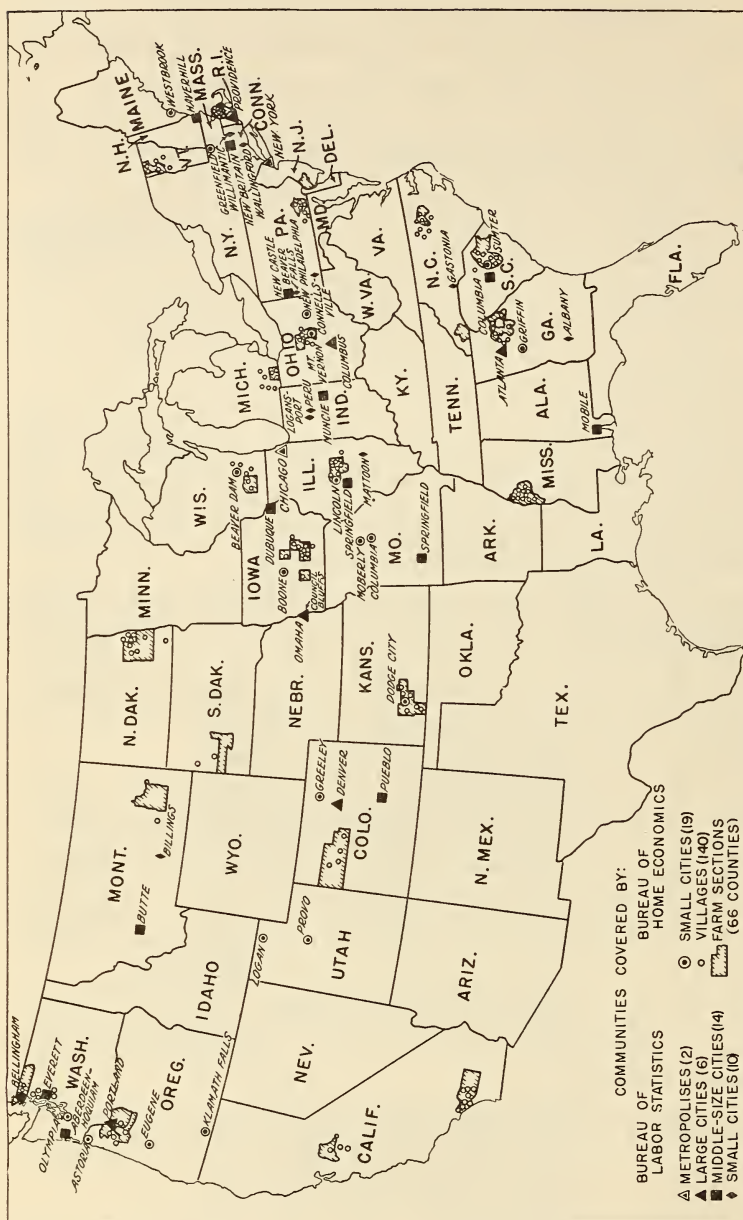 BELLINGHAM
EVERETT
WASH.
OLYMPIA
ABERDEEN-
HOQUIAM
ASTORIA
PORTLAND
OREG.
EUGENE
KLAMATH FALLS
CALIF.
NEV.
IDAHO
MONT.
BUTTE
BILLINGS
WYO.
LOGAN
PROVO
UTAH
ARIZ.
COLO.
GREELEY
DENVER
PUEBLO
N. MEX.
N. DAK.
S. DAK.
NEBR.
OMAHA
KANS.
DODGE CITY
OKLA.
TEX.
MINN.
IOWA
BOONE
COUNCIL
BLUFFS
DUBUQUE
MO.
MOBERLY
COLUMBIA
SPRINGFIELD
ARK.
LA.
WIS.
BEAVER DAM
CHICAGO
ILL.
LINCOLN
SPRINGFIELD
MATTOON
MICH.
LOGANS-
PORT
PERU
MUNCIE
IND.
OHIO
MT.
VERNON
COLUMBUS
NEW PHILADELPHIA
KY.
TENN.
MISS.
ALA.
MOBILE
GA.
ATLANTA
GRIFFIN
ALBANY
FLA.
S.C.
COLUMBIA
SUMTER
N.C.
GASTONIA
VA.
W.VA.
MD.
DEL.
N.J.
PA.
NEW CASTLE
BEAVER
FALLS
CONNELLS-
VILLE
N.Y.
NEW YORK
CONN.
WALLINGFORD
NEW BRITAIN
WILLIMANTIC
GREENFIELD
VT.
N.H.
MAINE
WESTBROOK
HAVERHILL
MASS.
R.I.
PROVIDENCE
COMMUNITIES COVERED BY:
BUREAU OF
LABOR STATISTICS
METROPOLISES (2)
LARGE CITIES (6)
MIDDLE-SIZE CITIES (14)
SMALL CITIES (10)
BUREAU OF
HOME ECONOMICS
SMALL CITIES (19)
VILLAGES (140)
FARM SECTIONS
(66 COUNTIES)